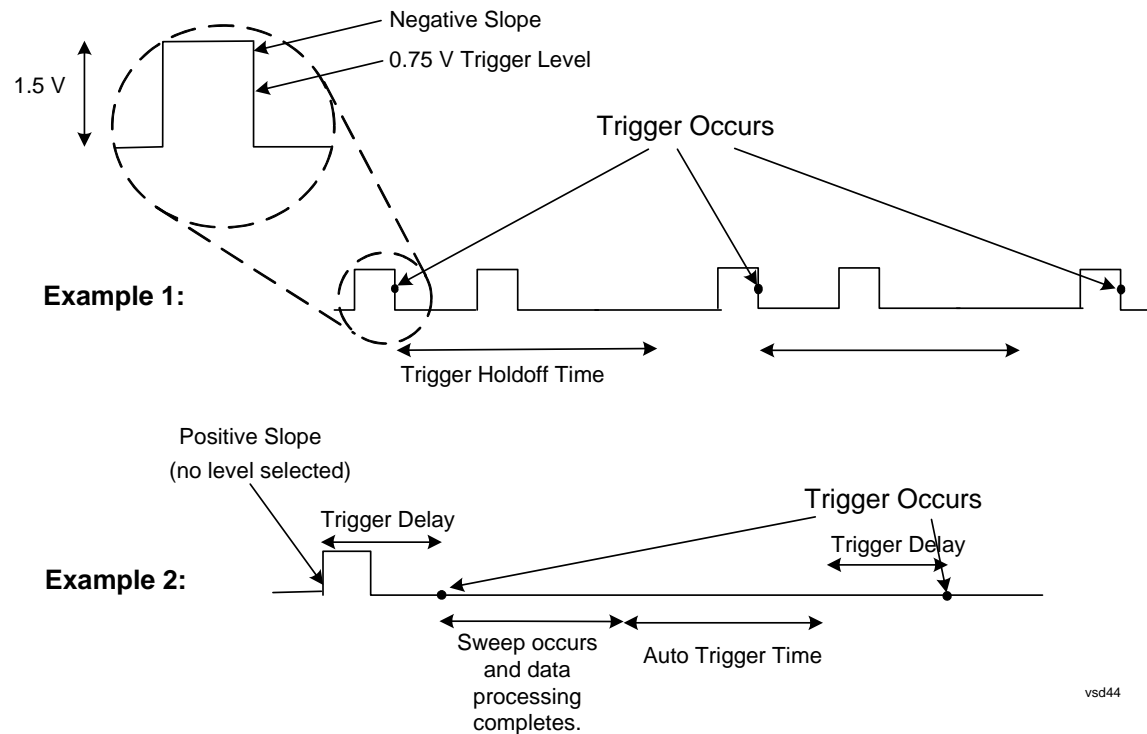 Negative Slope
0.75 V Trigger Level
1.5 V
Trigger Occurs
Example 1:
Trigger Holdoff Time
Positive Slope
(no level selected)
Trigger Delay
Trigger Occurs
Trigger Delay
Example 2:
Sweep occurs
and data
processing
completes.
Auto Trigger Time
vsd44